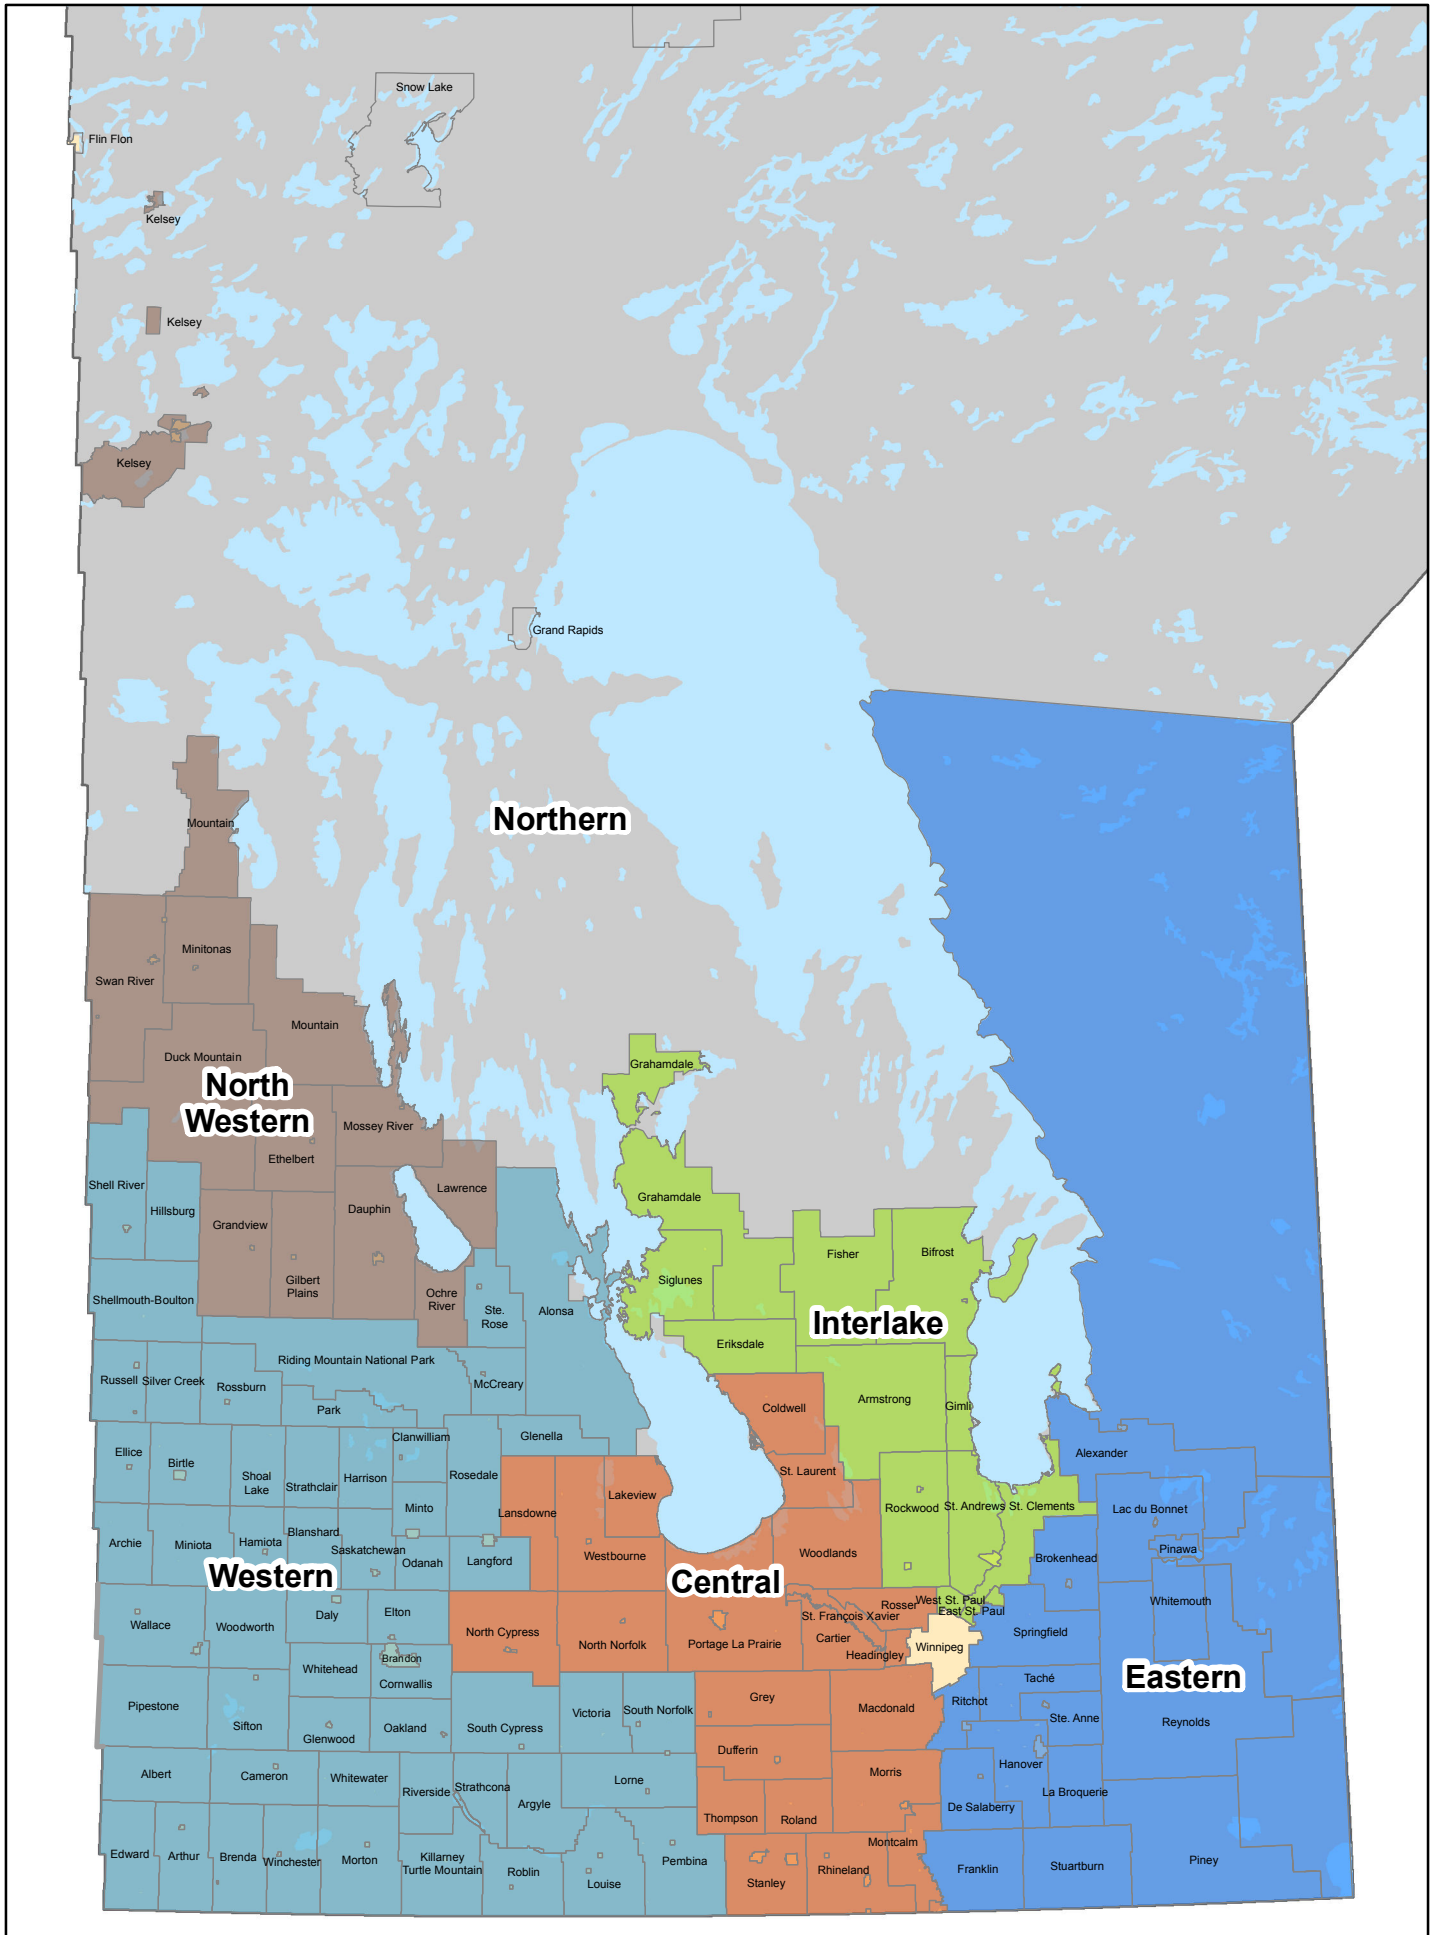 Snow Lake
Flin Flon
Kelsey
Kelsey
Kelsey
Grand Rapids
Northern
Mountain
Minitonas
Swan River
Mountain
Duck Mountain
North
Western
Grahamdale
Mossey River
Ethelbert
Shell River
Hillsburg
Lawrence
Grahamdale
Dauphin
Grandview
Fisher
Bifrost
Siglunes
Gilbert
Plains
Ochre
River
Shellmouth-Boulton
Ste.
Rose
Alonsa
Interlake
Eriksdale
Riding Mountain National Park
Russell
Silver Creek
Rossburn
McCreary
Park
Coldwell
Armstrong
Gimli
Clanwilliam
Glenella
Ellice
Birtle
Shoal
Lake
Strathclair
Harrison
Rosedale
St. Laurent
Alexander
Lakeview
Minto
Lansdowne
Rockwood
St. Andrews
St. Clements
Lac du Bonnet
Archie
Miniota
Hamiota
Blanshard
Saskatchewan
Odanah
Langford
Westbourne
Woodlands
Brokenhead
Pinawa
Western
Central
Whitemouth
Wallace
Woodworth
Daly
Elton
Rosser
West St. Paul
East St. Paul
St. François Xavier
North Cypress
North Norfolk
Portage La Prairie
Cartier
Headingley
Winnipeg
Springfield
Brandon
Whitehead
Cornwallis
Taché
Eastern
Pipestone
Sifton
Glenwood
Oakland
South Cypress
Victoria
South Norfolk
Grey
Macdonald
Ritchot
Ste. Anne
Reynolds
Dufferin
Hanover
Albert
Cameron
Whitewater
Riverside
Strathcona
Argyle
Lorne
Morris
La Broquerie
De Salaberry
Thompson
Roland
Montcalm
Edward
Arthur
Brenda
Winchester
Morton
Killarney
Turtle Mountain
Roblin
Louise
Pembina
Stanley
Rhineland
Franklin
Stuartburn
Piney